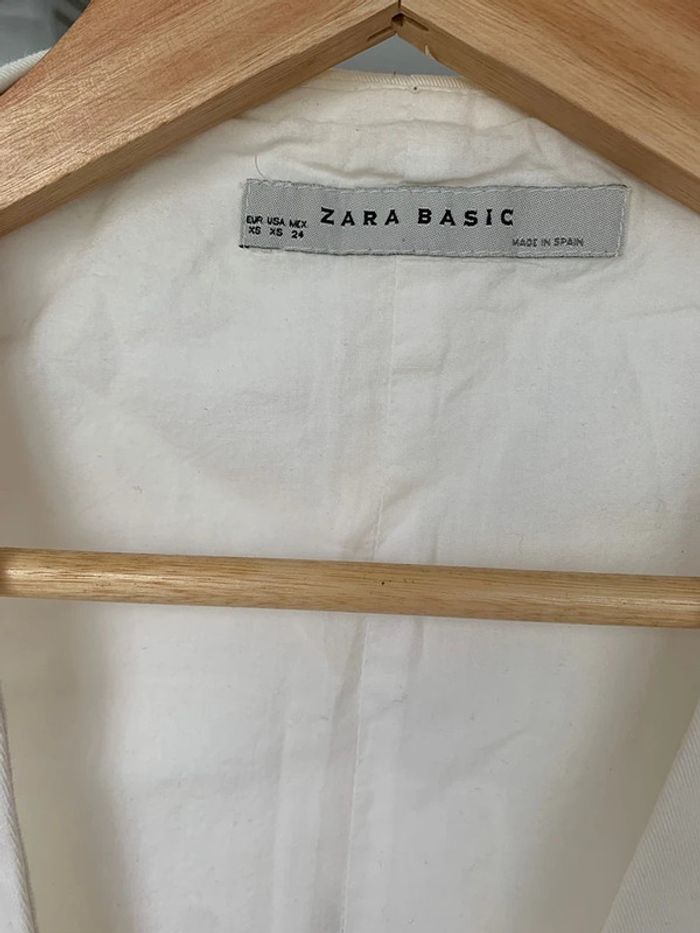 EUR USA MEX ZARA BASIC
XS XS 24
MADE IN SPAIN